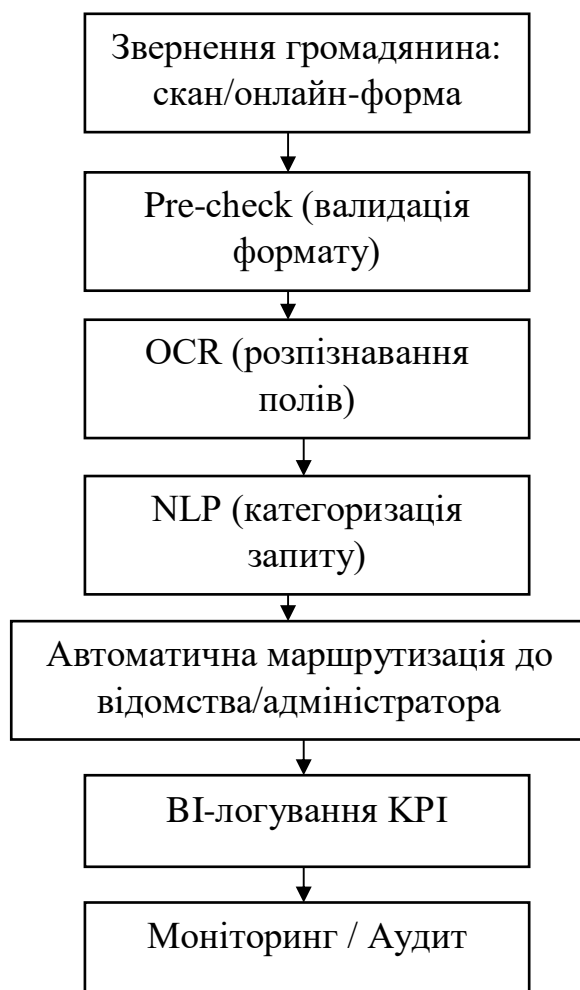 Звернення громадянина:
скан/онлайн-форма
Pre-check (валидація
формату)
OCR (розпізнавання
полів)
NLP (категоризація
запиту)
Автоматична маршрутизація до
відомства/адміністратора
BI-логування KPI
Моніторинг / Аудит